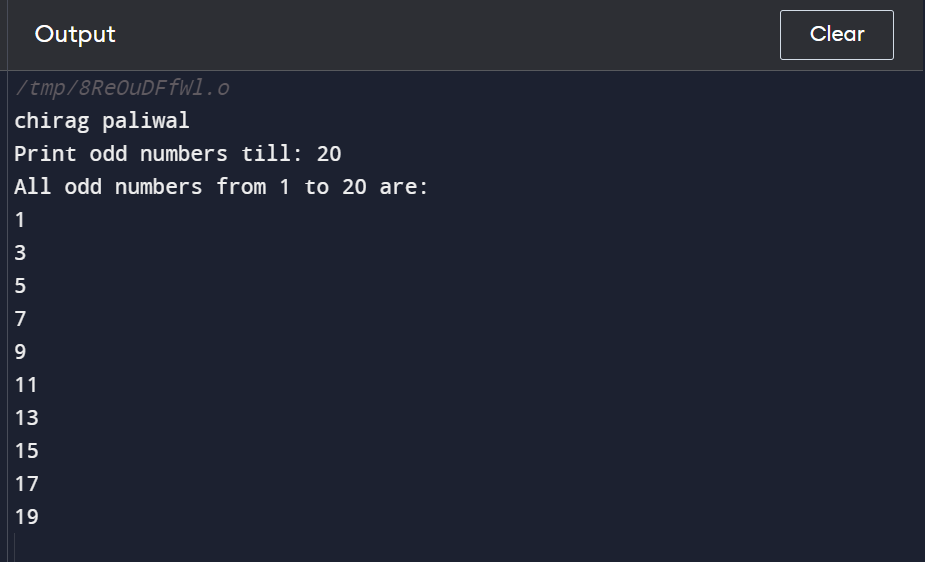 Output
Clear
/tmp/8ReOuDFfWl.o
chirag paliwal
Print odd numbers till: 20
All odd numbers from 1 to 20 are:
1
3
5
7
9
11
13
15
17
19